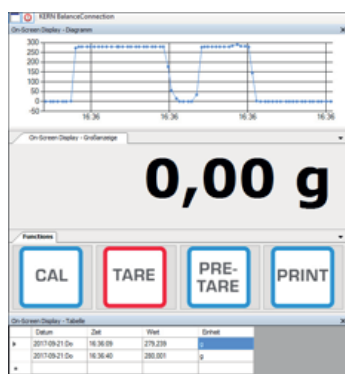 KERN BalanceConnection
On-Screen Display - Diagramm
300
250
200
150
100
50
0
-50
16:36 16:36 16:36 16:36
On-Screen Display - Großanzeige
0,00 g
Functions
CAL TARE PRE-TARE PRINT
On-Screen Display - Tabelle
Datum Zeit Wert Einheit
2017-09-21 Do 16:36:09 279,239 g
2017-09-21 Do 16:36:40 280,001 g